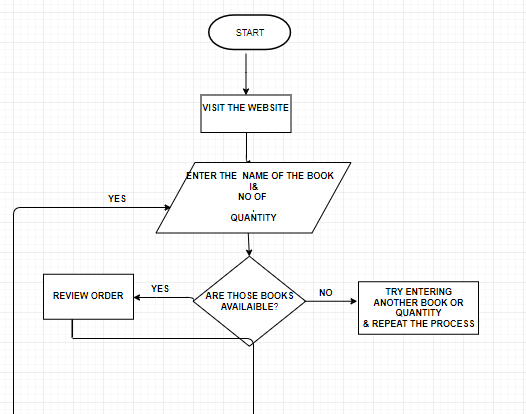 START
VISIT THE WEBSITE
ENTER THE NAME OF THE BOOK
I&
NO OF
.
QUANTITY
YES
ARE THOSE BOOKS
AVAILAIBLE?
YES
REVIEW ORDER
NO
TRY ENTERING
ANOTHER BOOK OR
QUANTITY
& REPEAT THE PROCESS